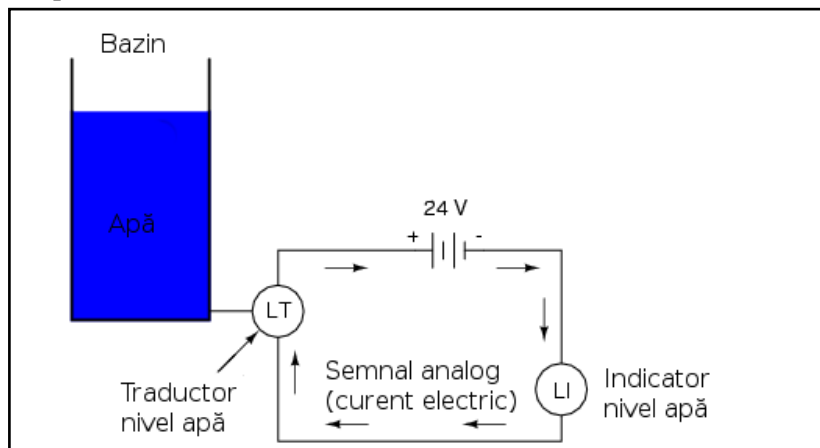 Bazin
Apă
24 V
+ -
LT
Traductor
nivel apă
Semnal analog
(curent electric)
LI
Indicator
nivel apă